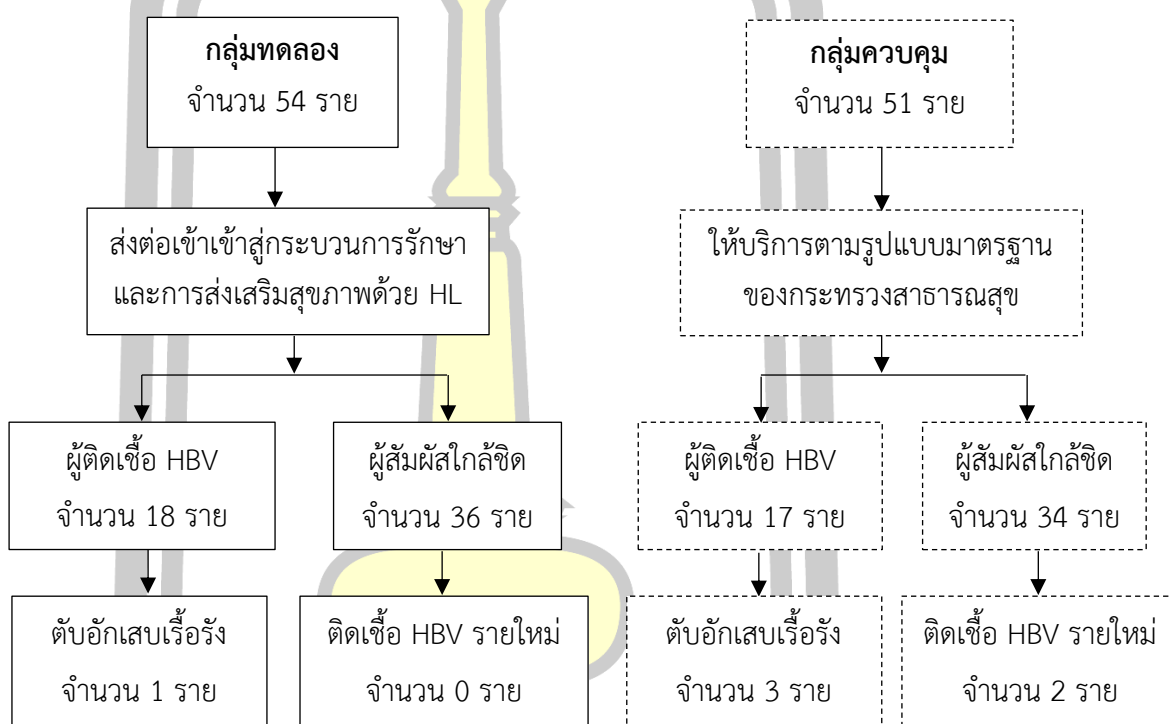 กลุ่มทดลอง
จำนวน 54 ราย
กลุ่มควบคุม
จำนวน 51 ราย
ส่งต่อเข้าเข้าสู่กระบวนการรักษา
และการส่งเสริมสุขภาพด้วย HL
ให้บริการตามรูปแบบมาตรฐาน
ของกระทรวงสาธารณสุข
ผู้ติดเชื้อ HBV
จำนวน 18 ราย
ผู้สัมผัสใกล้ชิด
จำนวน 36 ราย
ผู้ติดเชื้อ HBV
จำนวน 17 ราย
ผู้สัมผัสใกล้ชิด
จำนวน 34 ราย
ตับอักเสบเรื้อรัง
จำนวน 1 ราย
ติดเชื้อ HBV รายใหม่
จำนวน 0 ราย
ตับอักเสบเรื้อรัง
จำนวน 3 ราย
ติดเชื้อ HBV รายใหม่
จำนวน 2 ราย